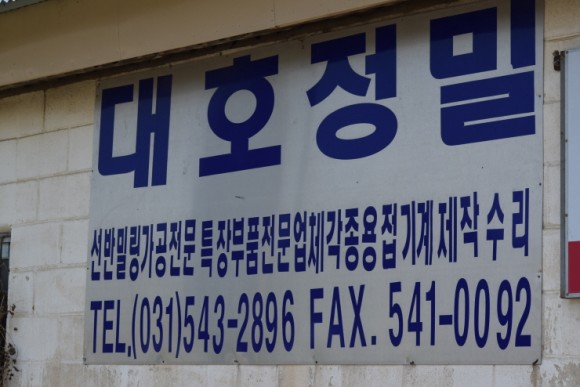 대호정밀
선반밀링가공전문 특장부품전문업체각종용접기계제작수리
TEL.(031)543-2896 FAX. 541-0092